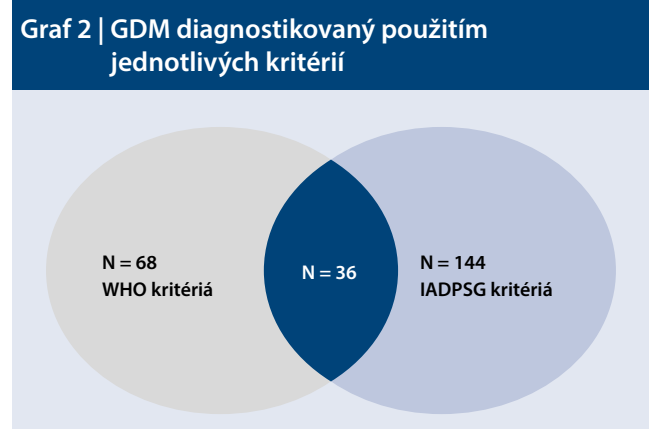 Graf 2 | GDM diagnostikovaný použitím
jednotlivých kritérií
N = 68
WHO kritériá
N = 36
N = 144
IADPSG kritériá